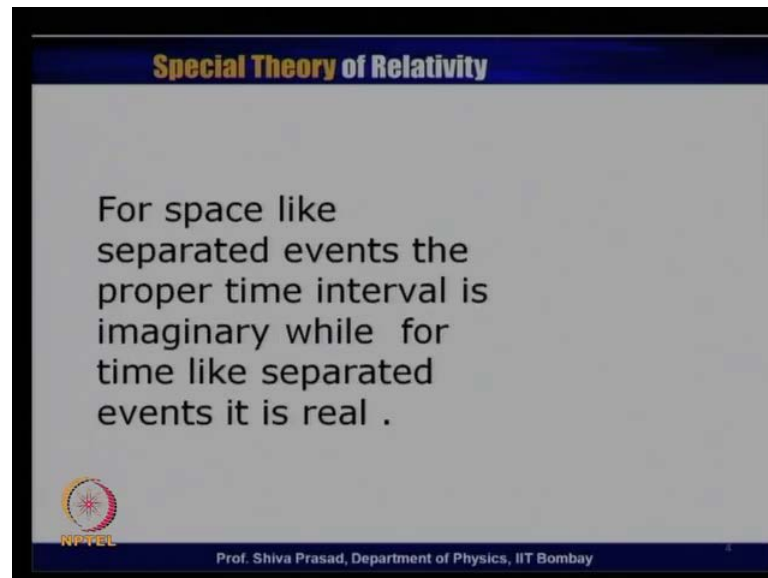 Special Theory of Relativity
For space like
separated events the
proper time interval is
imaginary while for
time like separated
events it is real .
NPTEL
Prof. Shiva Prasad, Department of Physics, IIT Bombay
4